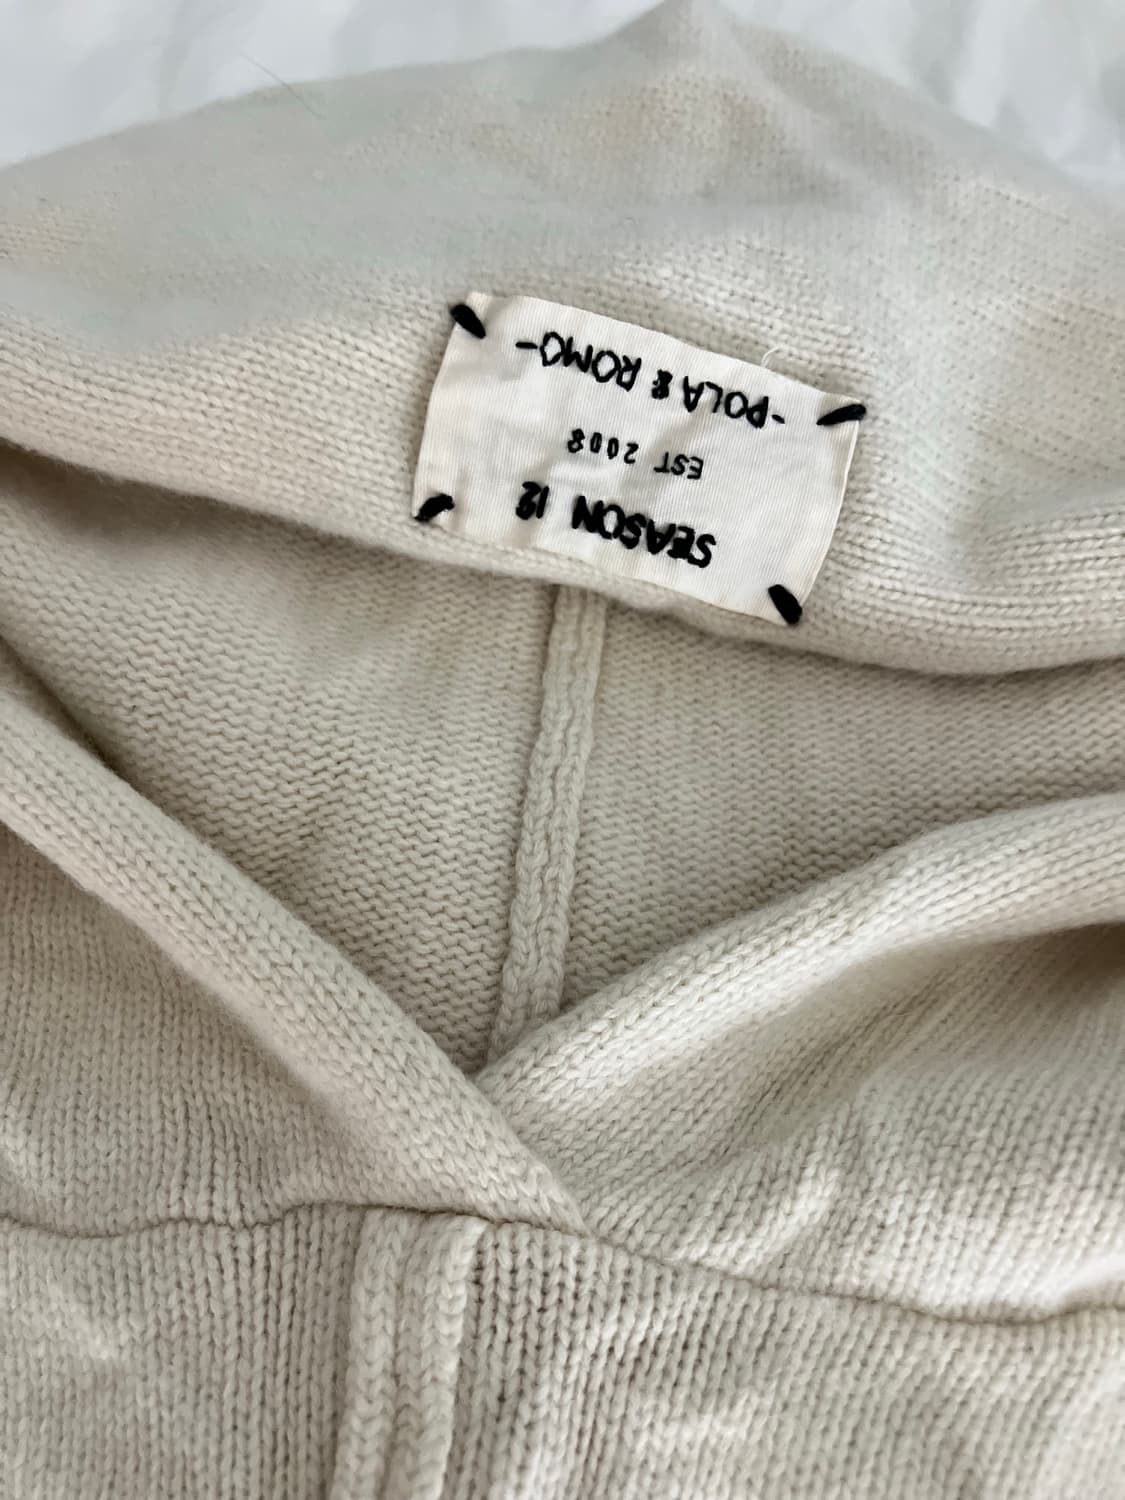 -POLA & ROMO-
EST 2008
SEASON 12